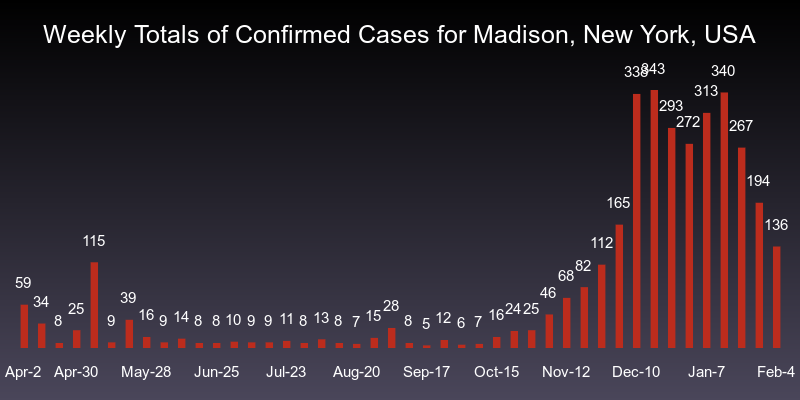 Weekly Totals of Confirmed Cases for Madison, New York, USA
59 34 8 25 115 9 39 16 9 14 8 8 10 9 9 11 8 13 8 7 15 28 8 5 12 6 7 16 24 25 46 68 82 112 165 338 343 293 272 313 340 267 194 136
Apr-2 Apr-30 May-28 Jun-25 Jul-23 Aug-20 Sep-17 Oct-15 Nov-12 Dec-10 Jan-7 Feb-4